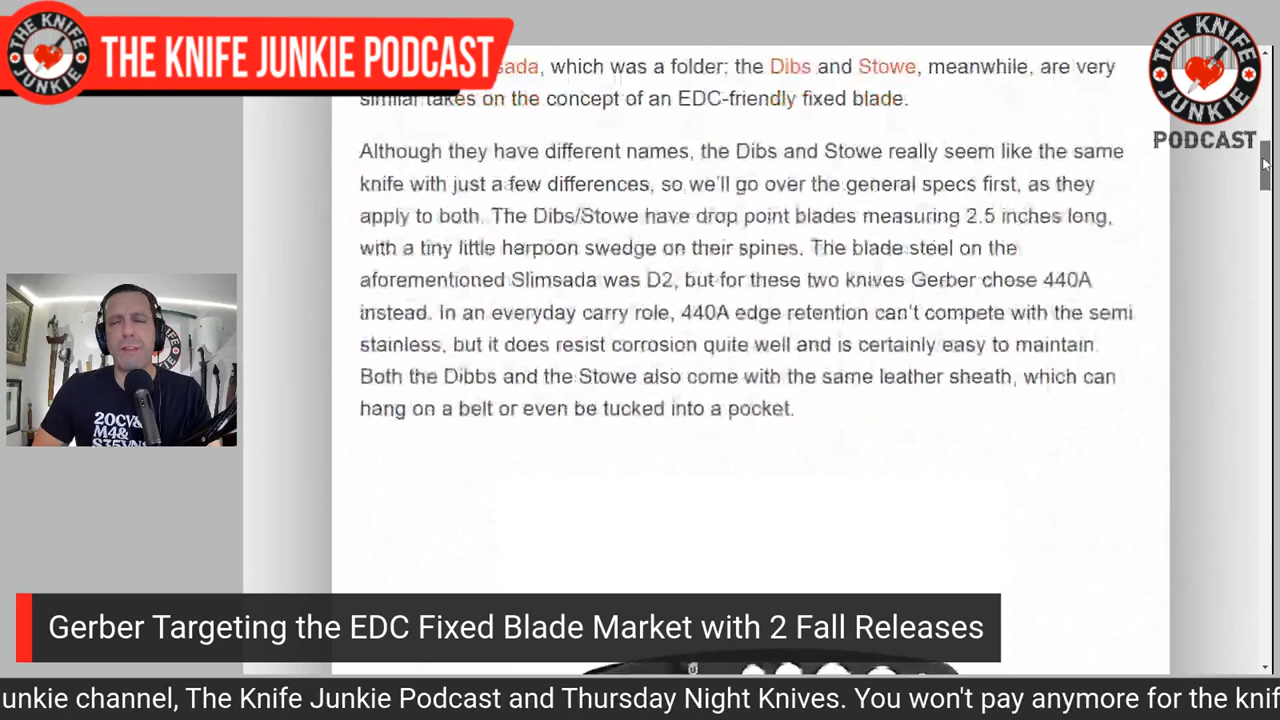 THE KNIFE JUNKIE
THE KNIFE JUNKIE PODCAST
THE KNIFE JUNKIE
PODCAST
sada, which was a folder; the Dibs and Stowe, meanwhile, are very
similar takes on the concept of an EDC-friendly fixed blade.
Although they have different names, the Dibs and Stowe really seem like the same
knife with just a few differences, so we'll go over the general specs first, as they
apply to both. The Dibs/Stowe have drop point blades measuring 2.5 inches long,
with a tiny little harpoon swedge on their spines. The blade steel on the
aforementioned Slimsada was D2, but for these two knives Gerber chose 440A
instead. In an everyday carry role, 440A edge retention can't compete with the semi
stainless, but it does resist corrosion quite well and is certainly easy to maintain.
Both the Dibbs and the Stowe also come with the same leather sheath, which can
hang on a belt or even be tucked into a pocket.
20CV&
M4&
S35VN&
Gerber Targeting the EDC Fixed Blade Market with 2 Fall Releases
unkie channel, The Knife Junkie Podcast and Thursday Night Knives. You won't pay anymore for the knif